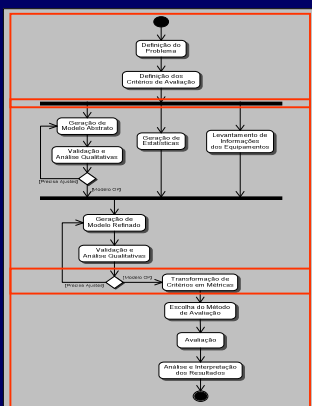 Definição do
Problema
Definição dos
Critérios de Avaliação
Geração de
Modelo Abstrato
Validação e
Análise Qualitativas
[Precisa Ajustes]
[Modelo OK]
Geração de
Estatísticas
Levantamento de
Informações
dos Equipamentos
Geração de
Modelo Refinado
Validação e
Análise Qualitativas
[Precisa Ajustes]
[Modelo OK]
Transformação de
Critérios em Métricas
Escolha do Método
de Avaliação
Avaliação
Análise e Interpretação
dos Resultados